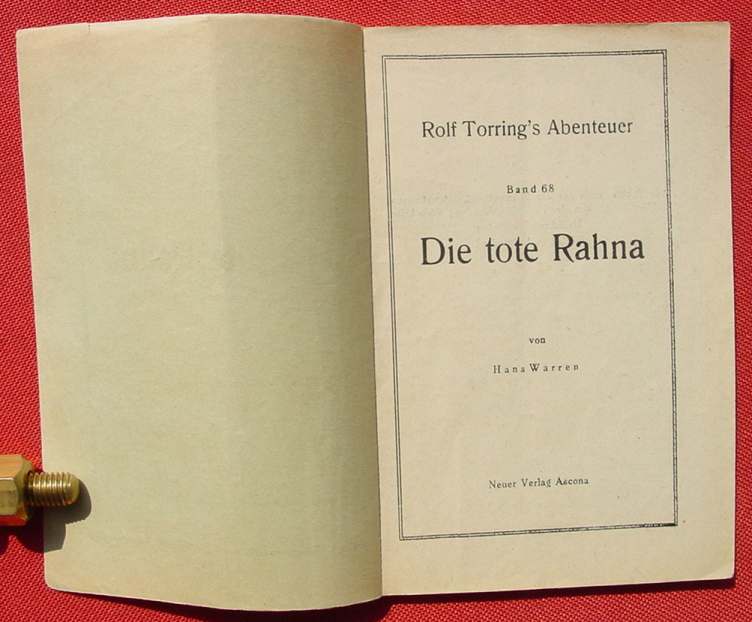 Rolf Torring's Abenteuer
Band 68
Die tote Rahna
von
Hans Warren
Neuer Verlag Ascona